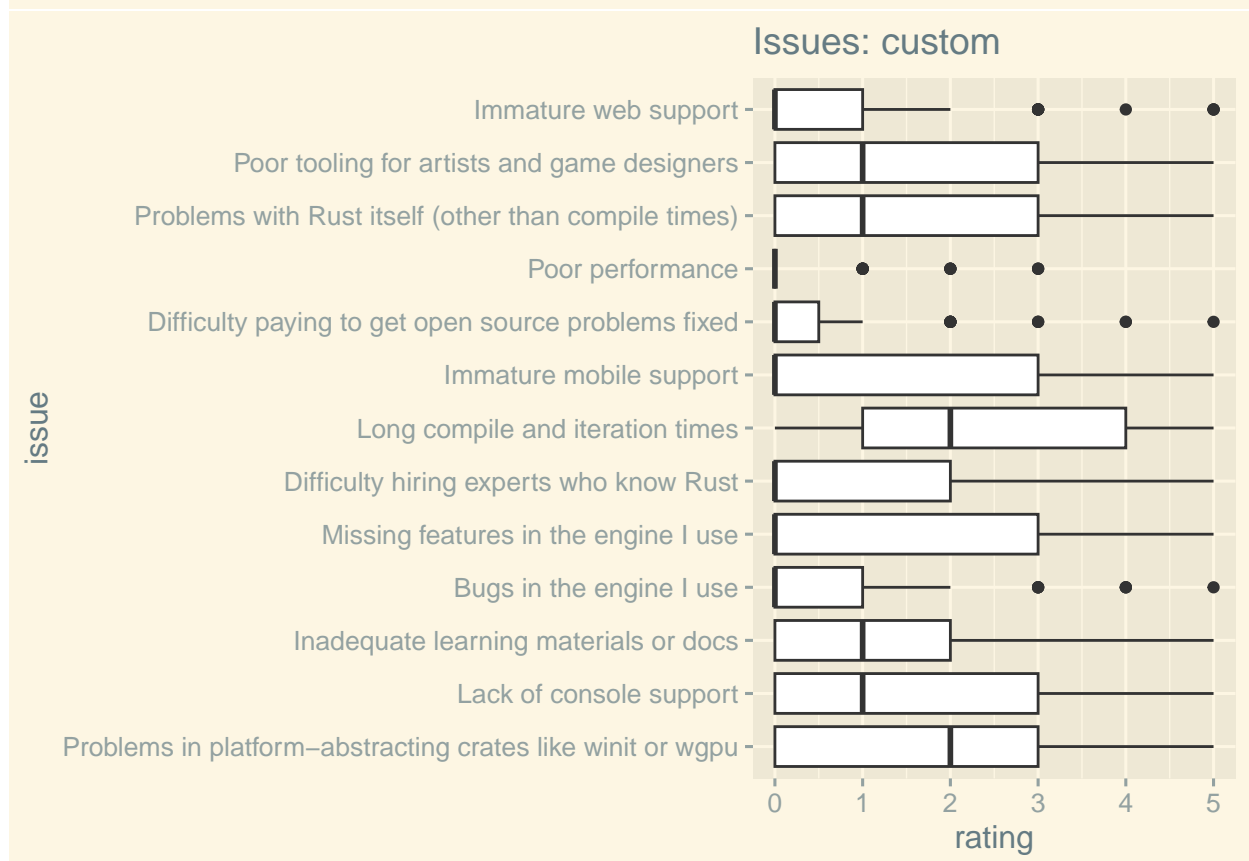 Issues: custom
Immature web support
Poor tooling for artists and game designers
Problems with Rust itself (other than compile times)
Poor performance
Difficulty paying to get open source problems fixed
Immature mobile support
Long compile and iteration times
Difficulty hiring experts who know Rust
Missing features in the engine I use
Bugs in the engine I use
Inadequate learning materials or docs
Lack of console support
Problems in platform−abstracting crates like winit or wgpu
issue
0 1 2 3 4 5
rating